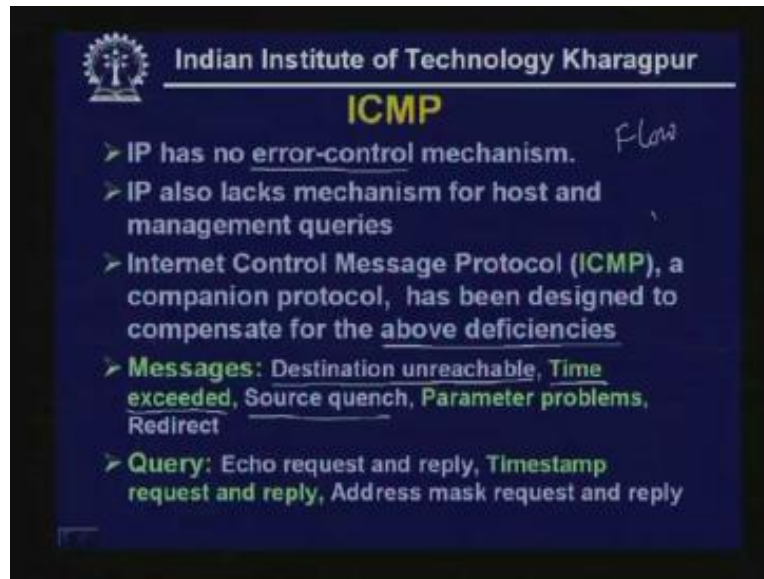 Indian Institute of Technology Kharagpur
ICMP
Flow
➢ IP has no error-control mechanism.
➢ IP also lacks mechanism for host and
management queries
➢ Internet Control Message Protocol (ICMP), a
companion protocol, has been designed to
compensate for the above deficiencies
➢ Messages: Destination unreachable, Time
exceeded, Source quench, Parameter problems,
Redirect
➢ Query: Echo request and reply, Timestamp
request and reply, Address mask request and reply